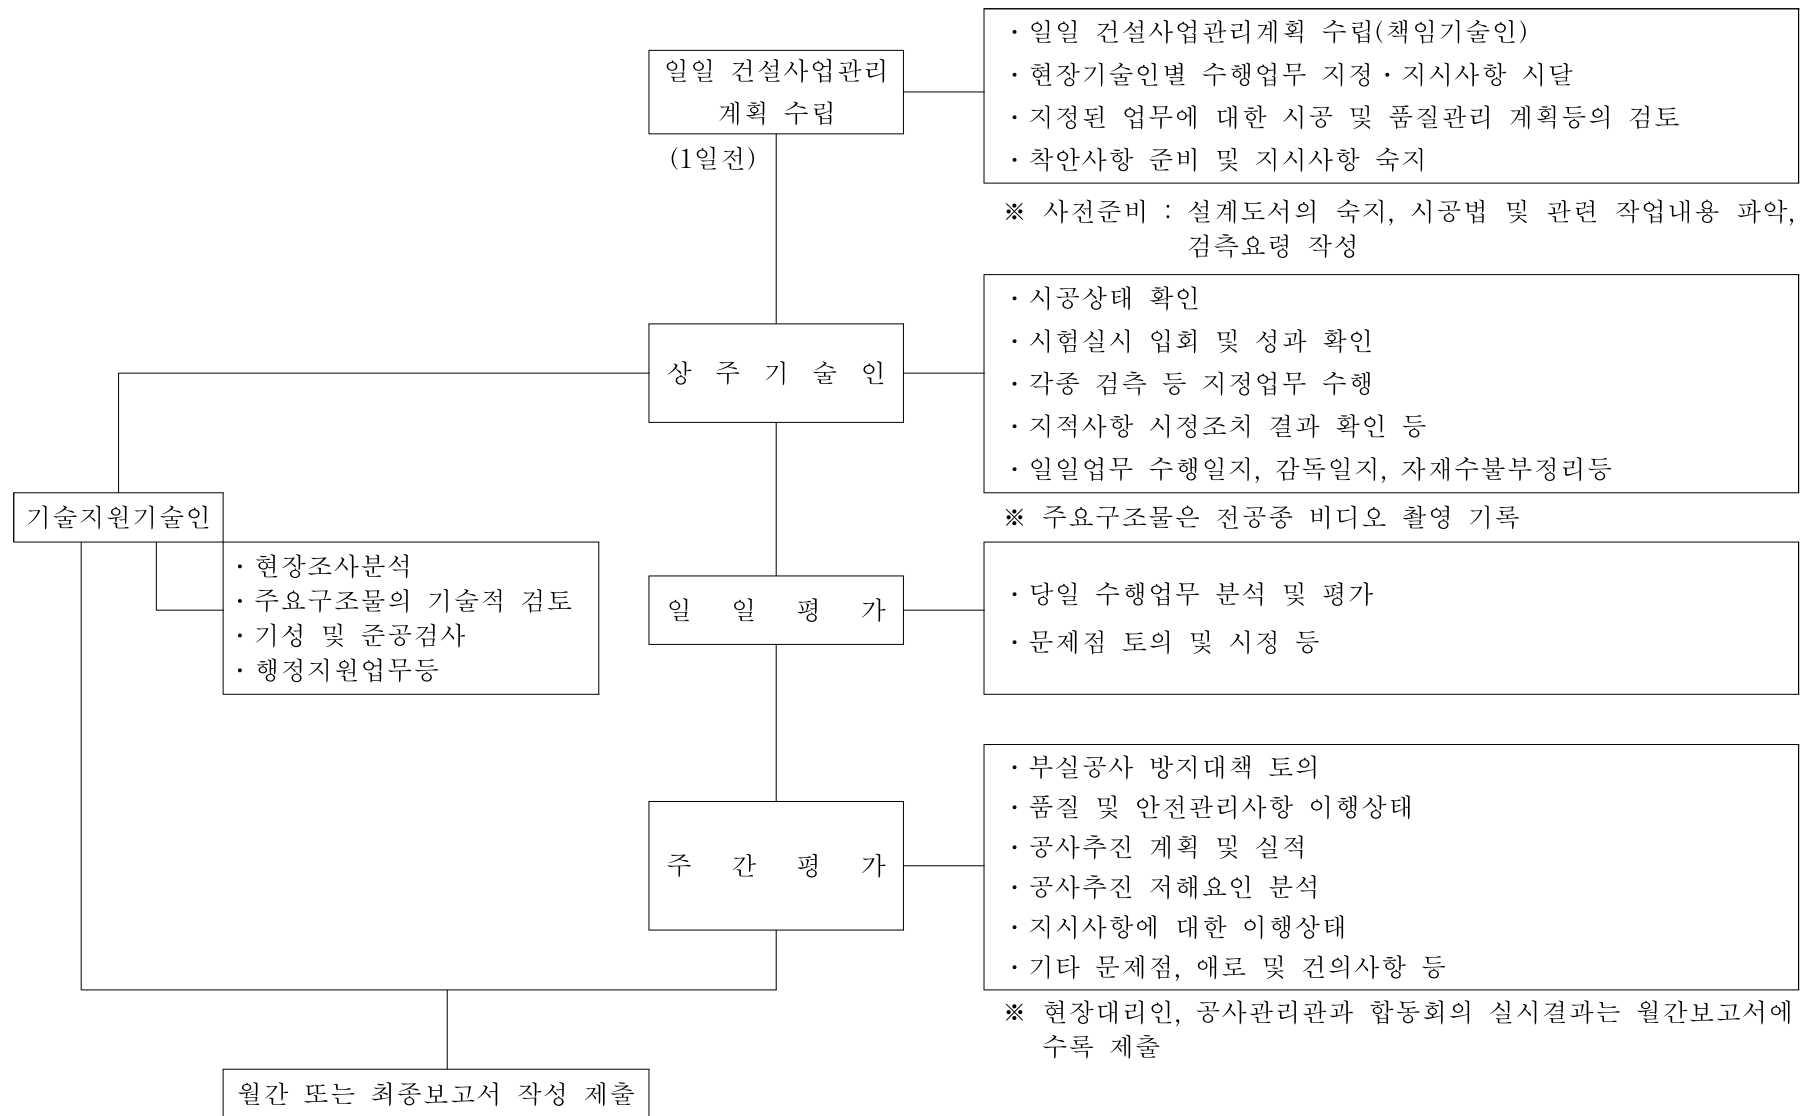 일일 건설사업관리
계획 수립
(1일전)
· 일일 건설사업관리계획 수립(책임기술인)
· 현장기술인별 수행업무 지정·지시사항 시달
· 지정된 업무에 대한 시공 및 품질관리 계획등의 검토
· 착안사항 준비 및 지시사항 숙지
※ 사전준비 : 설계도서의 숙지, 시공법 및 관련 작업내용 파악,
검측요령 작성
상 주 기 술 인
· 시공상태 확인
· 시험실시 입회 및 성과 확인
· 각종 검측 등 지정업무 수행
· 지적사항 시정조치 결과 확인 등
· 일일업무 수행일지, 감독일지, 자재수불부정리등
※ 주요구조물은 전공종 비디오 촬영 기록
기술지원기술인
· 현장조사분석
· 주요구조물의 기술적 검토
· 기성 및 준공검사
· 행정지원업무등
일 일 평 가
· 당일 수행업무 분석 및 평가
· 문제점 토의 및 시정 등
주 간 평 가
· 부실공사 방지대책 토의
· 품질 및 안전관리사항 이행상태
· 공사추진 계획 및 실적
· 공사추진 저해요인 분석
· 지시사항에 대한 이행상태
· 기타 문제점, 애로 및 건의사항 등
※ 현장대리인, 공사관리관과 합동회의 실시결과는 월간보고서에
수록 제출
월간 또는 최종보고서 작성 제출